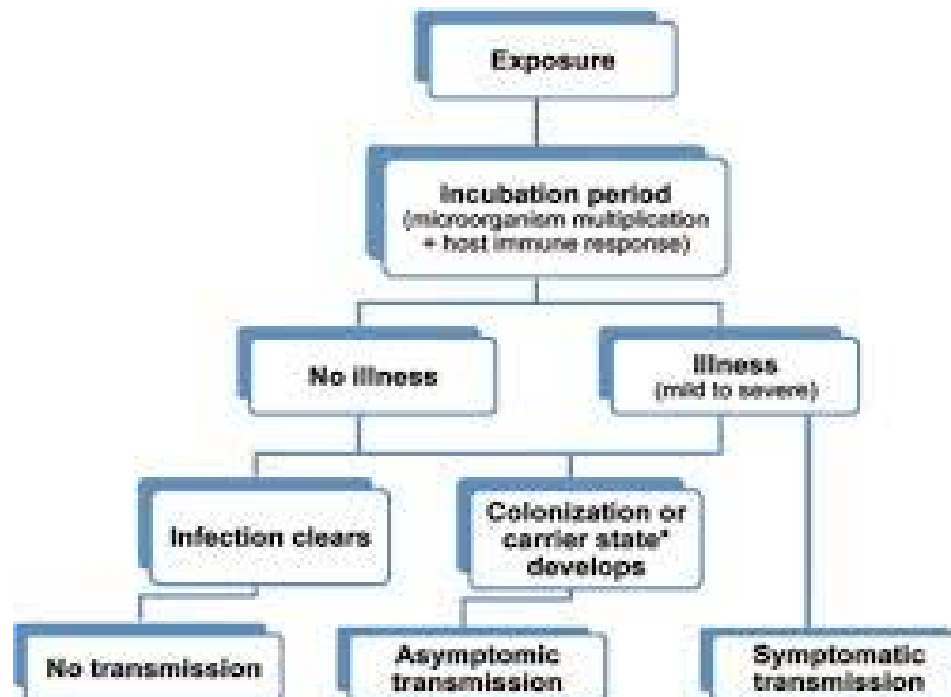 Exposure
Incubation period
(microorganism multiplication
+ host immune response)
No illness
Illness
(mild to severe)
Infection clears
Colonization or
carrier state*
develops
No transmission
Asymptomic
transmission
Symptomatic
transmission